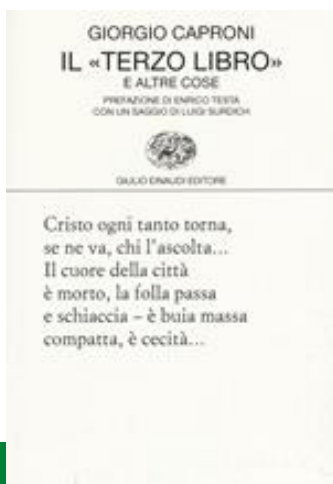 GIORGIO CAPRONI
IL «TERZO LIBRO»
E ALTRE COSE
PREFAZIONE DI ENRICO TESTA
CON UN SAGGIO DI LUIGI SURDICH
GIULIO EINAUDI EDITORE
Cristo ogni tanto torna,
se ne va, chi l'ascolta...
Il cuore della città
è morto, la folla passa
e schiaccia – è buia massa
compatta, è cecità...